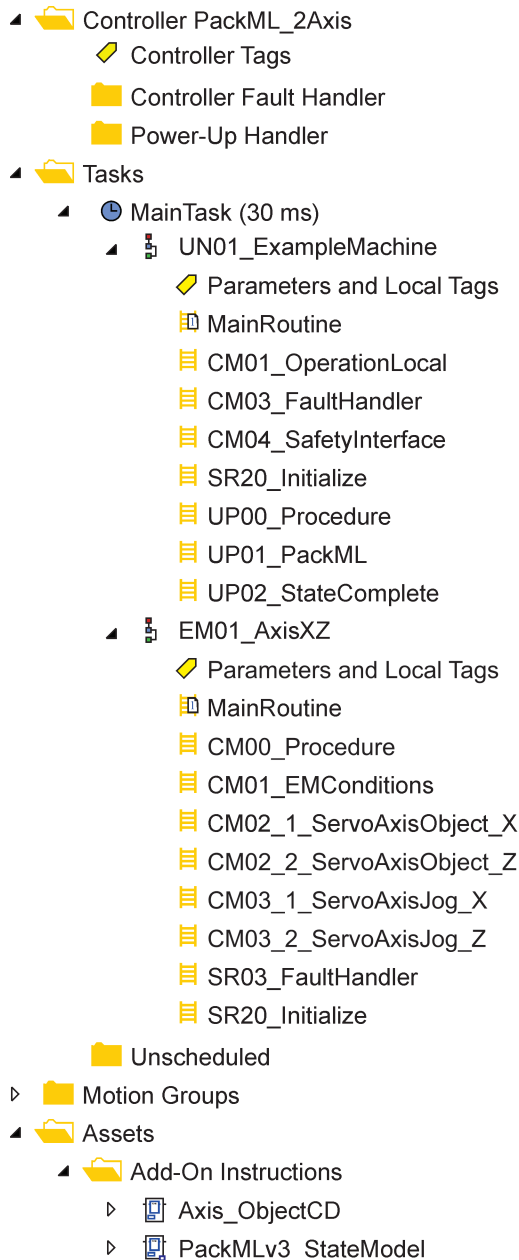 Controller PackML_2Axis
Controller Tags
Controller Fault Handler
Power-Up Handler
Tasks
MainTask (30 ms)
UN01_ExampleMachine
Parameters and Local Tags
MainRoutine
CM01_OperationLocal
CM03_FaultHandler
CM04_SafetyInterface
SR20_Initialize
UP00_Procedure
UP01_PackML
UP02_StateComplete
EM01_AxisXZ
Parameters and Local Tags
MainRoutine
CM00_Procedure
CM01_EMConditions
CM02_1_ServoAxisObject_X
CM02_2_ServoAxisObject_Z
CM03_1_ServoAxisJog_X
CM03_2_ServoAxisJog_Z
SR03_FaultHandler
SR20_Initialize
Unscheduled
Motion Groups
Assets
Add-On Instructions
Axis_ObjectCD
PackMLv3_StateModel